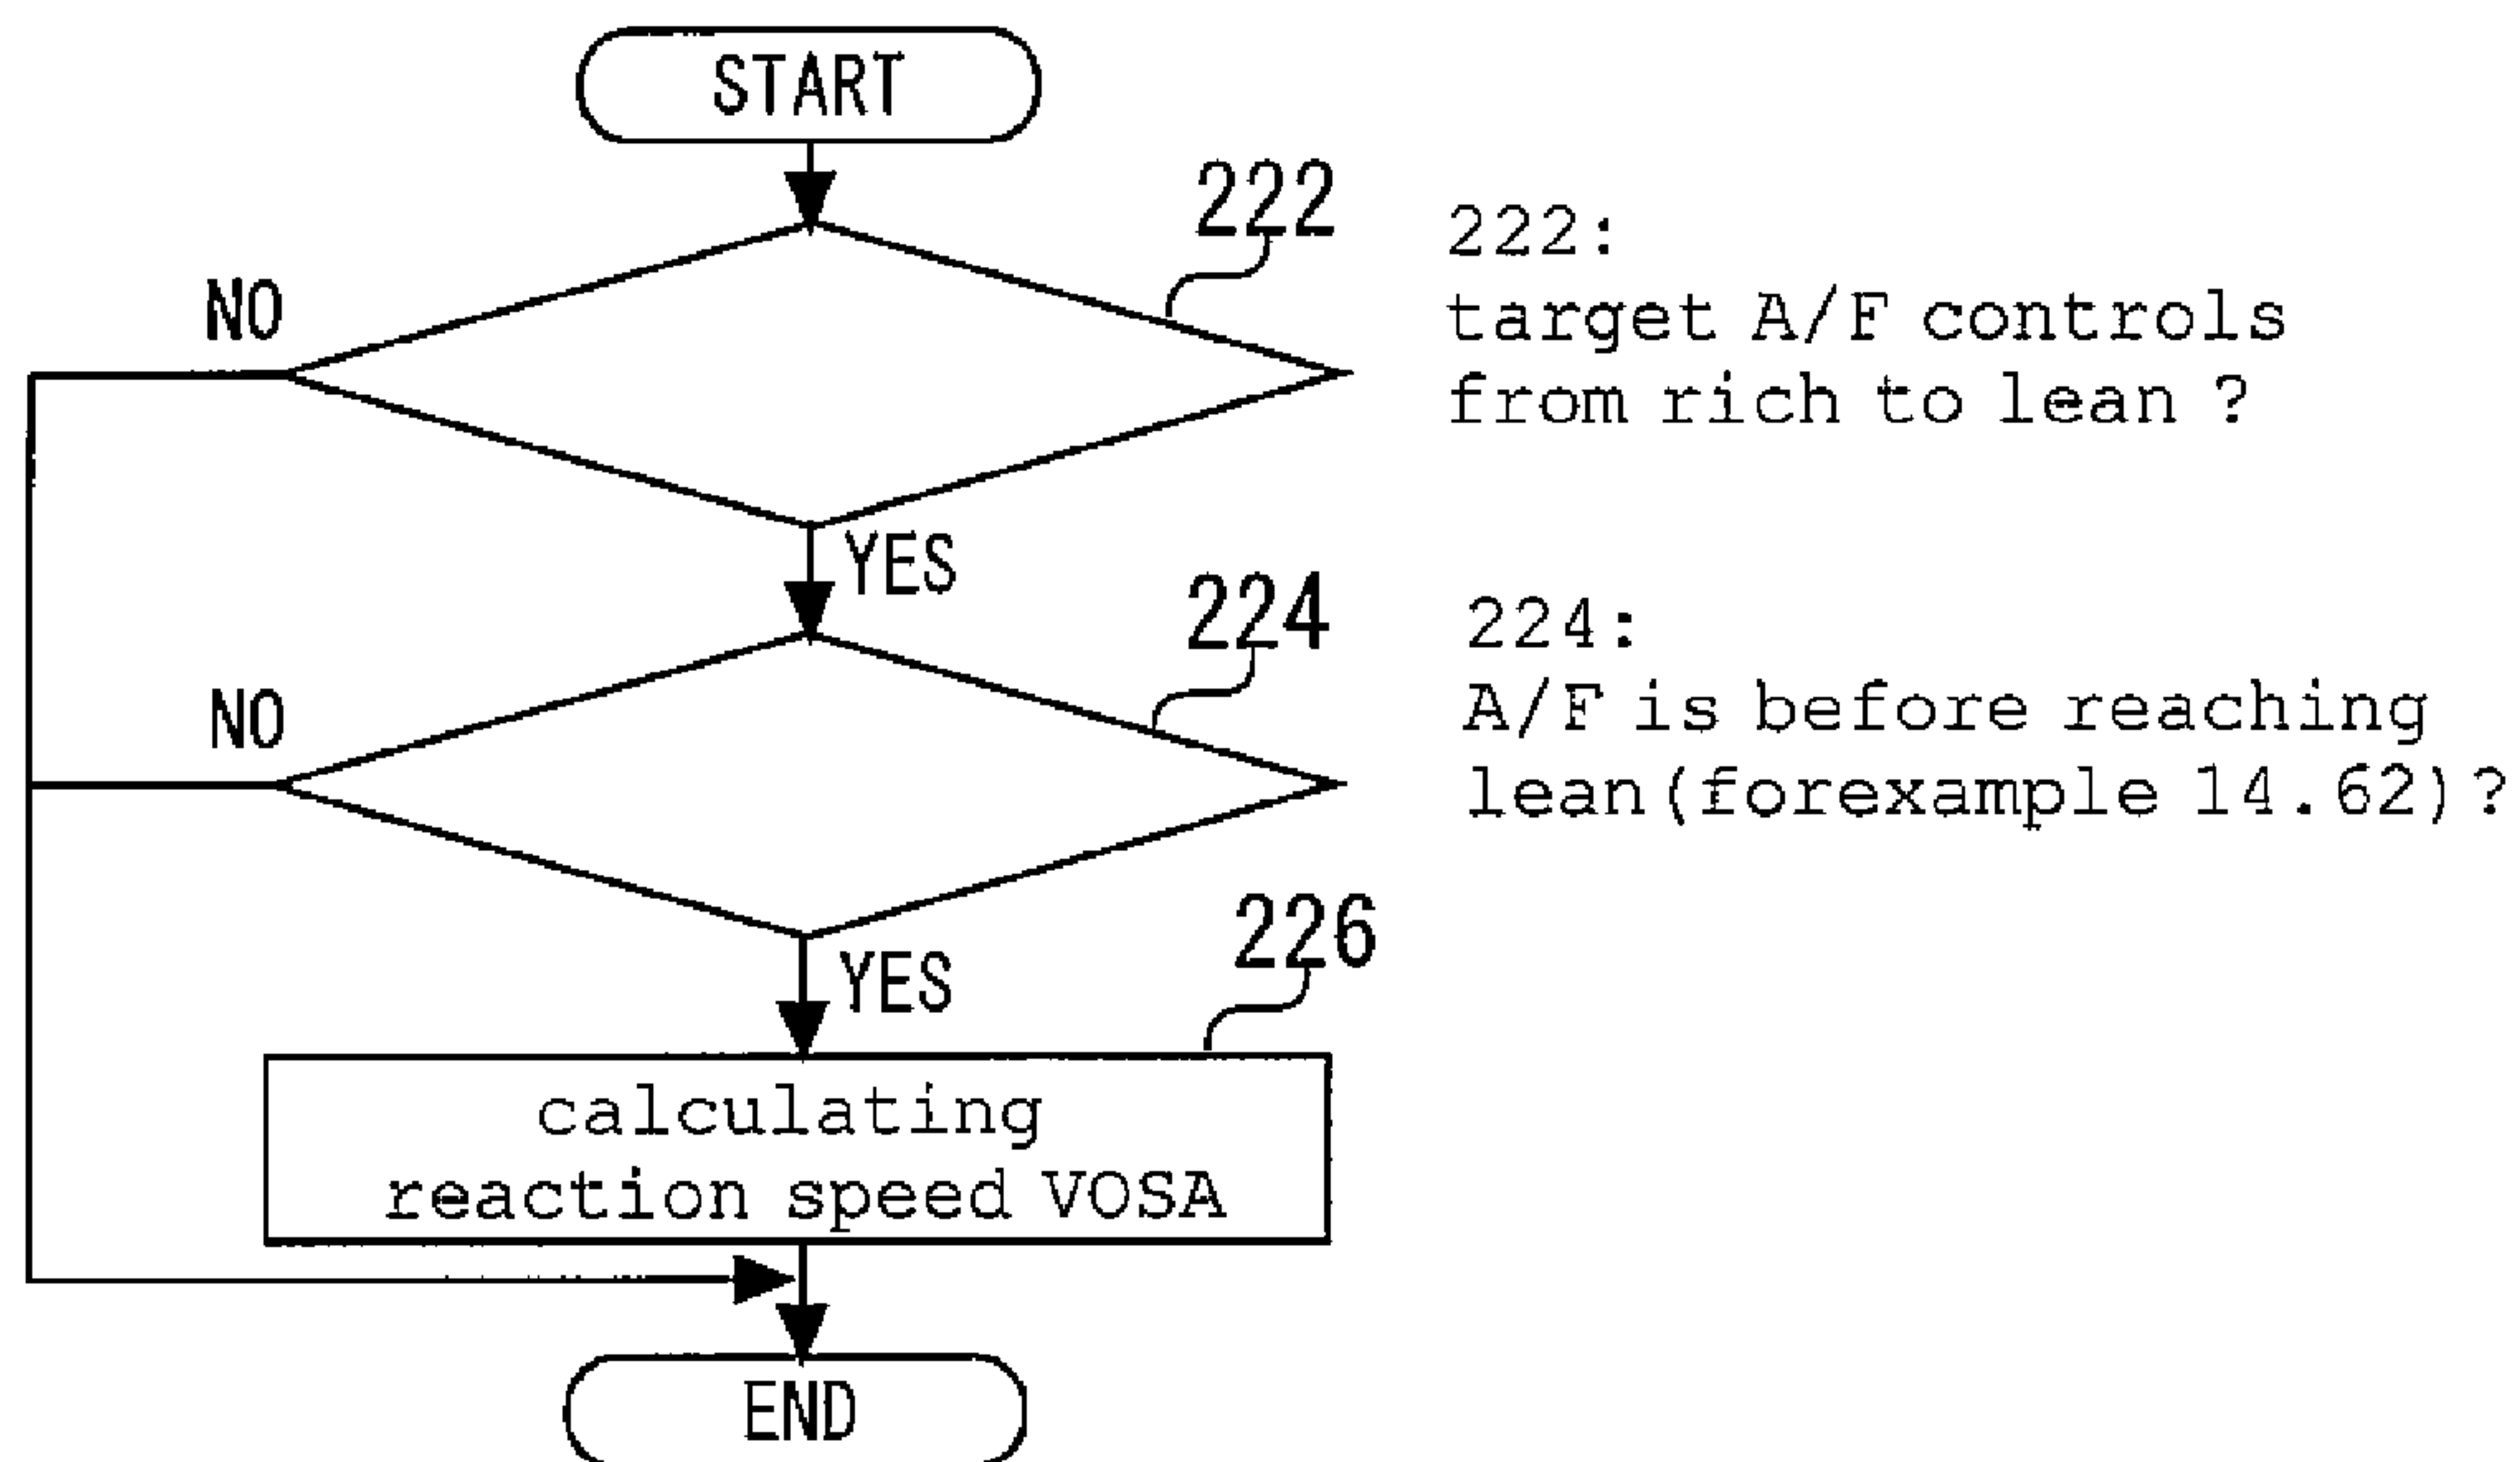 START
222
222:
target A/F controls
from rich to lean ?
NO
YES
224
224:
A/F is before reaching
lean(forexample 14.62)?
NO
YES
226
calculating
reaction speed VOSA
END